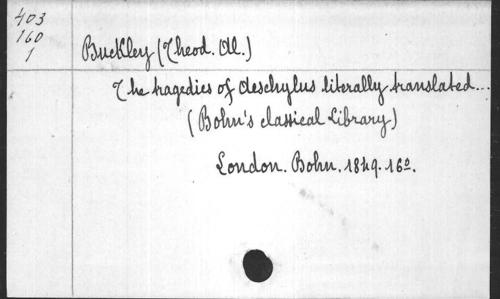 403
160
1
Buckley (Theod. Al.)
The tragedies of Aeschylus literally translated...
(Bohn's classical Library)
London. Bohn. 1849. 16º.